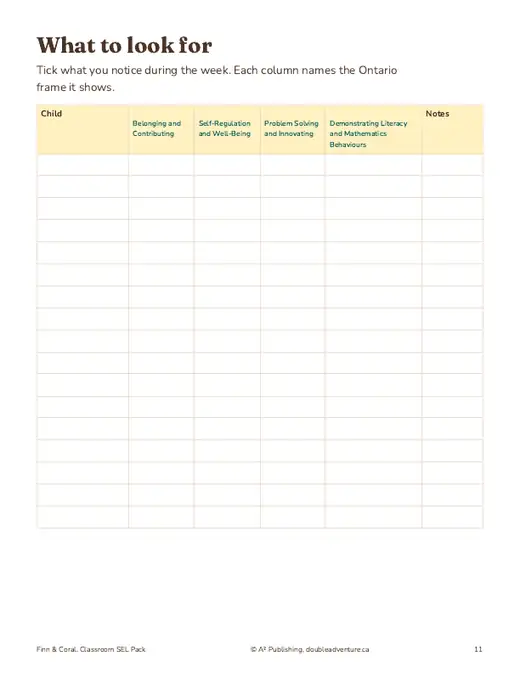 What to look for
Tick what you notice during the week. Each column names the Ontario
frame it shows.
Child
Belonging and
Contributing
Self-Regulation
and Well-Being
Problem Solving
and Innovating
Demonstrating Literacy
and Mathematics
Behaviours
Notes
Finn & Coral. Classroom SEL Pack
© A² Publishing, doubleadventure.ca
11